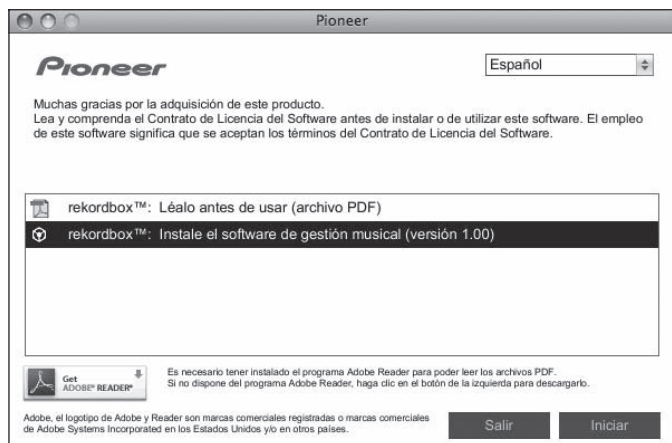 Pioneer
Pioneer
Español
Muchas gracias por la adquisición de este producto.
Lea y comprenda el Contrato de Licencia del Software antes de instalar o de utilizar este software. El empleo
de este software significa que se aceptan los términos del Contrato de Licencia del Software.
rekordbox™: Léalo antes de usar (archivo PDF)
rekordbox™: Instale el software de gestión musical (versión 1.00)
Get
ADOBE® READER®
Es necesario tener instalado el programa Adobe Reader para poder leer los archivos PDF.
Si no dispone del programa Adobe Reader, haga clic en el botón de la izquierda para descargarlo.
Adobe, el logotipo de Adobe y Reader son marcas comerciales registradas o marcas comerciales
de Adobe Systems Incorporated en los Estados Unidos y/o en otros países.
Salir
Iniciar